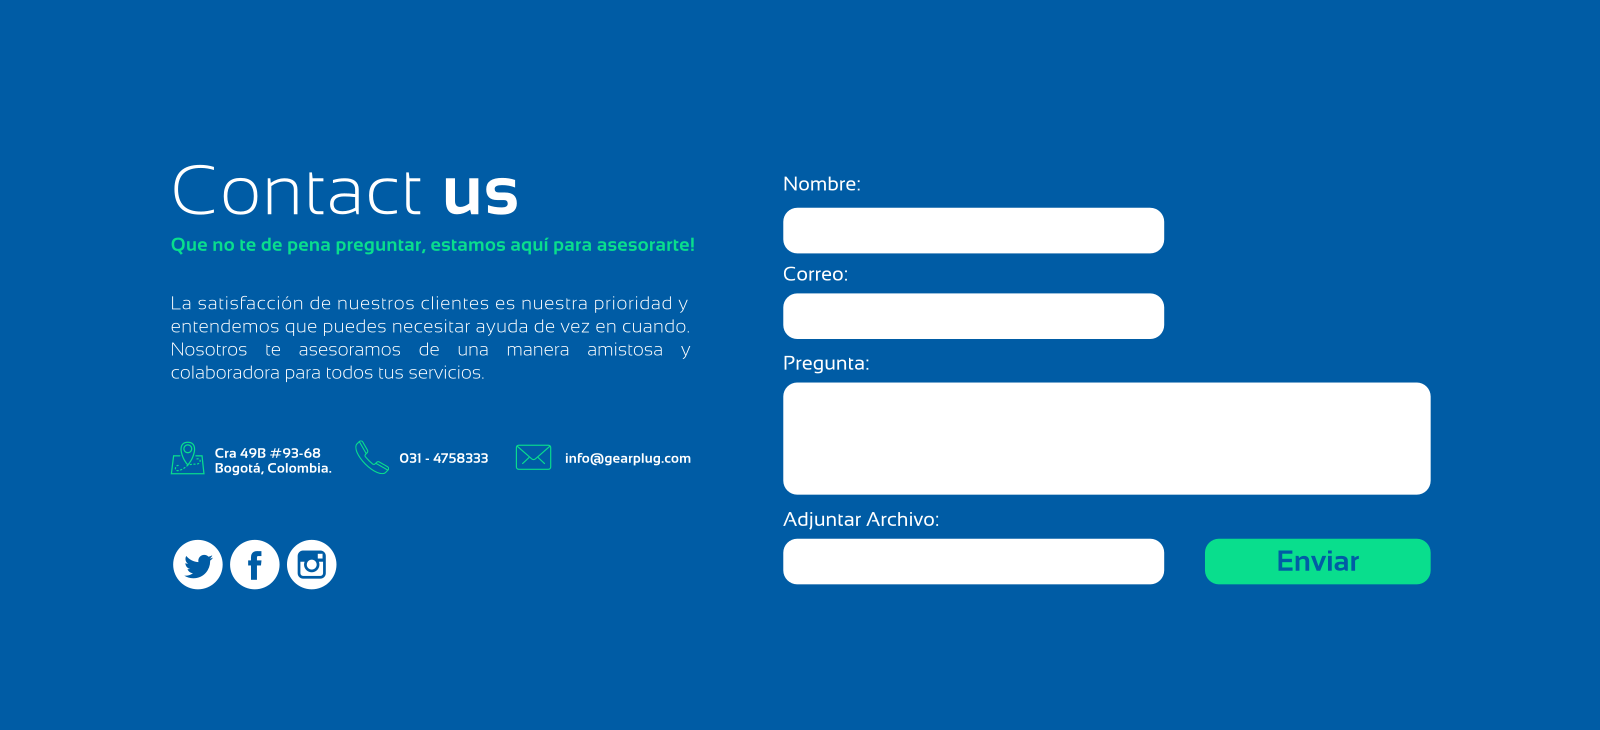 Contact us
Que no te de pena preguntar, estamos aquí para asesorarte!
La satisfacción de nuestros clientes es nuestra prioridad y
entendemos que puedes necesitar ayuda de vez en cuando.
Nosotros te asesoramos de una manera amistosa y
colaboradora para todos tus servicios.
Cra 49B #93-68
Bogotá, Colombia.
031 - 4758333
info@gearplug.com
Nombre:
Correo:
Pregunta:
Adjuntar Archivo:
Enviar